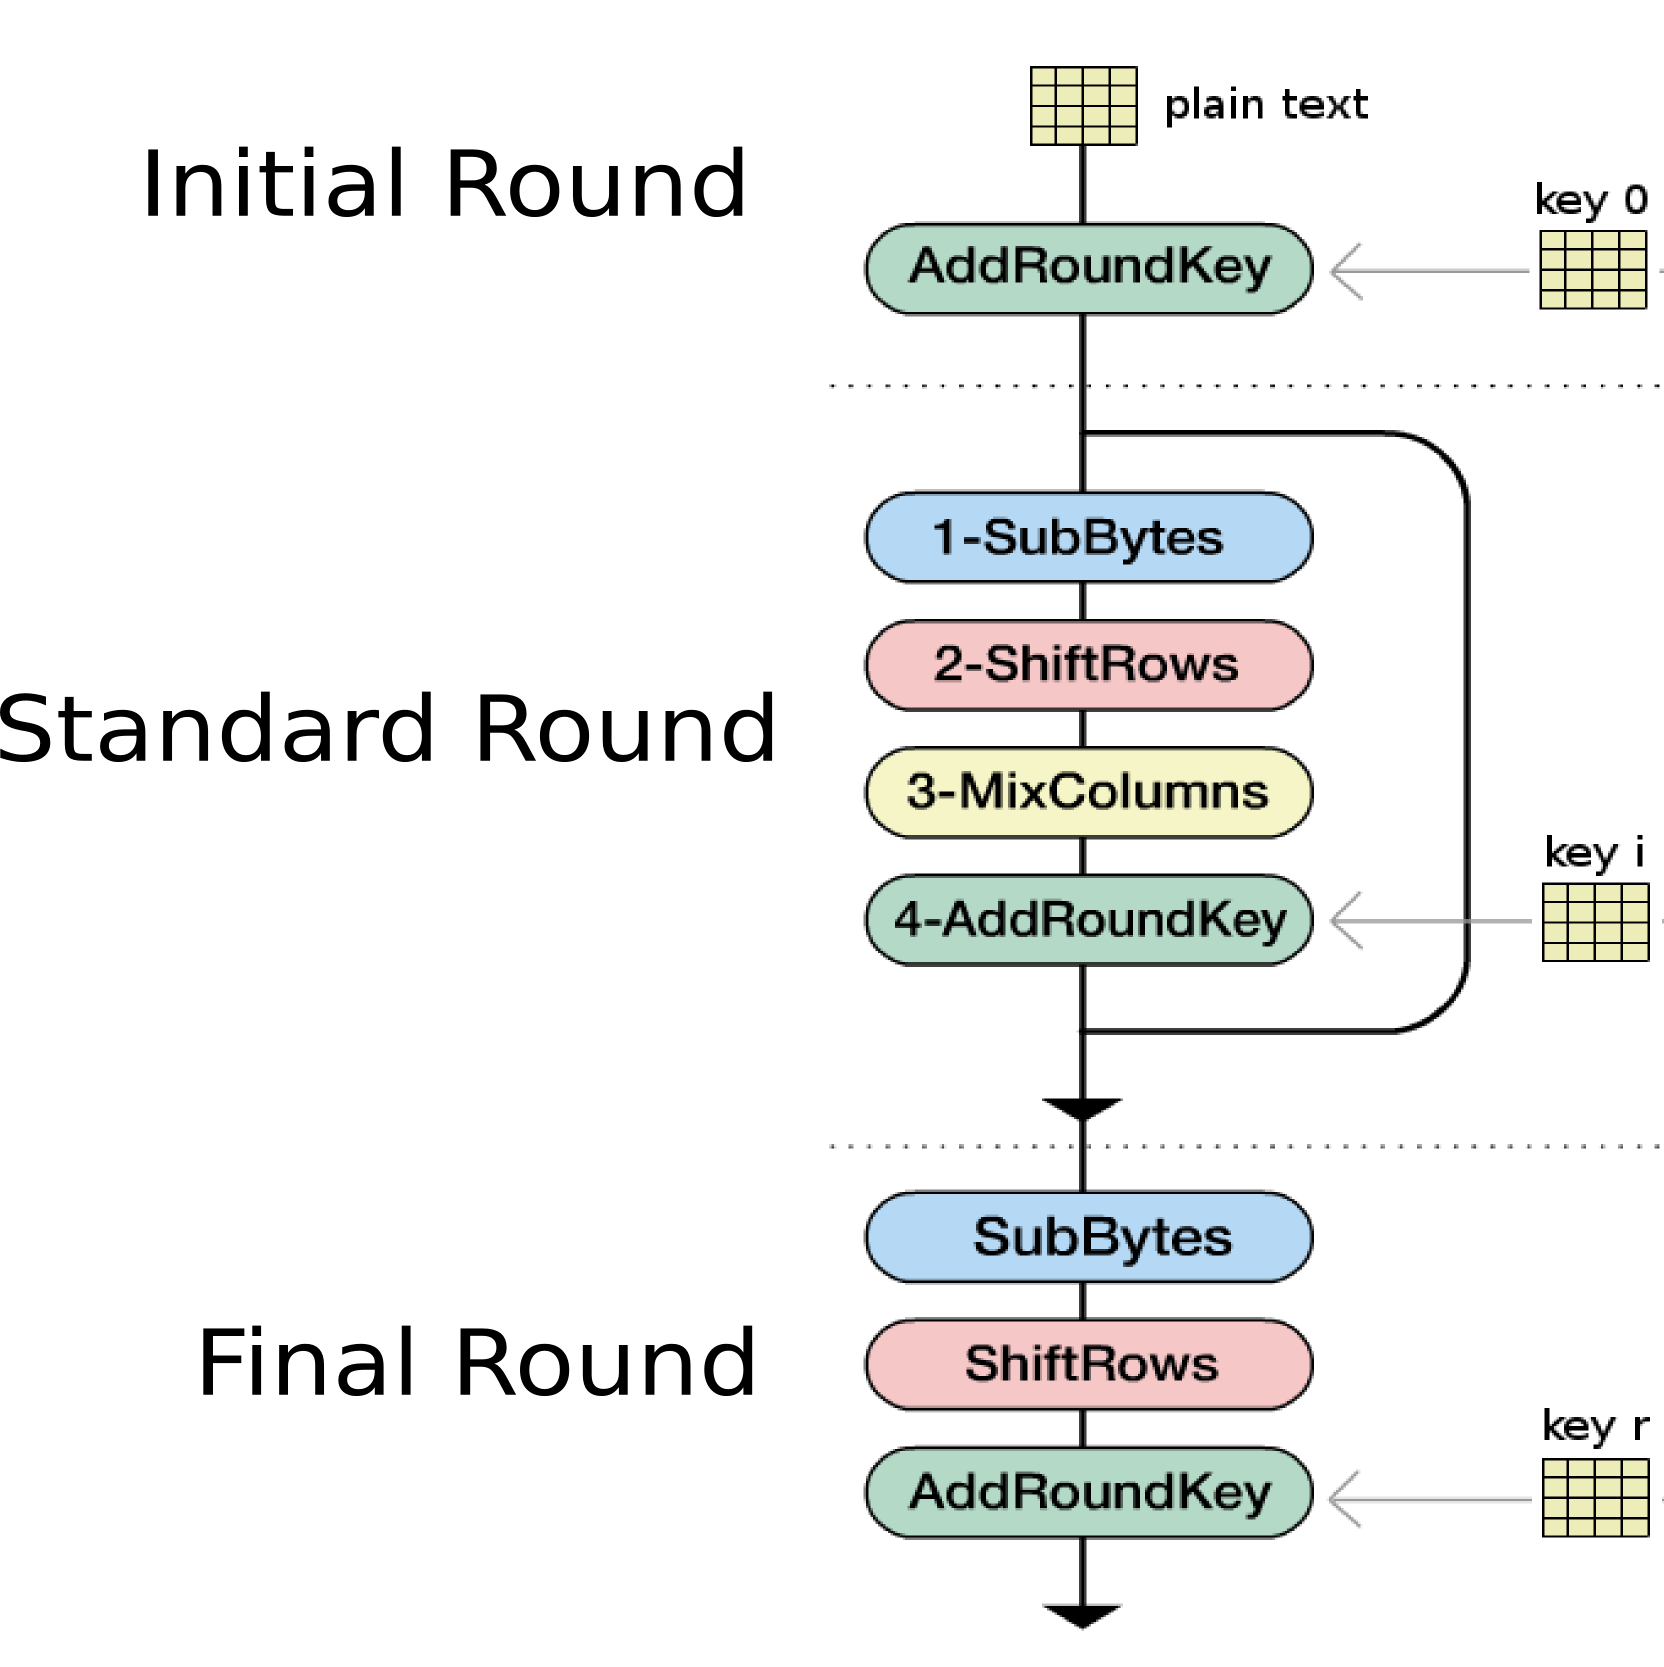 plain text
Initial Round
key 0
AddRoundKey
1-SubBytes
2-ShiftRows
Standard Round
3-MixColumns
key i
4-AddRoundKey
SubBytes
Final Round
ShiftRows
key r
AddRoundKey